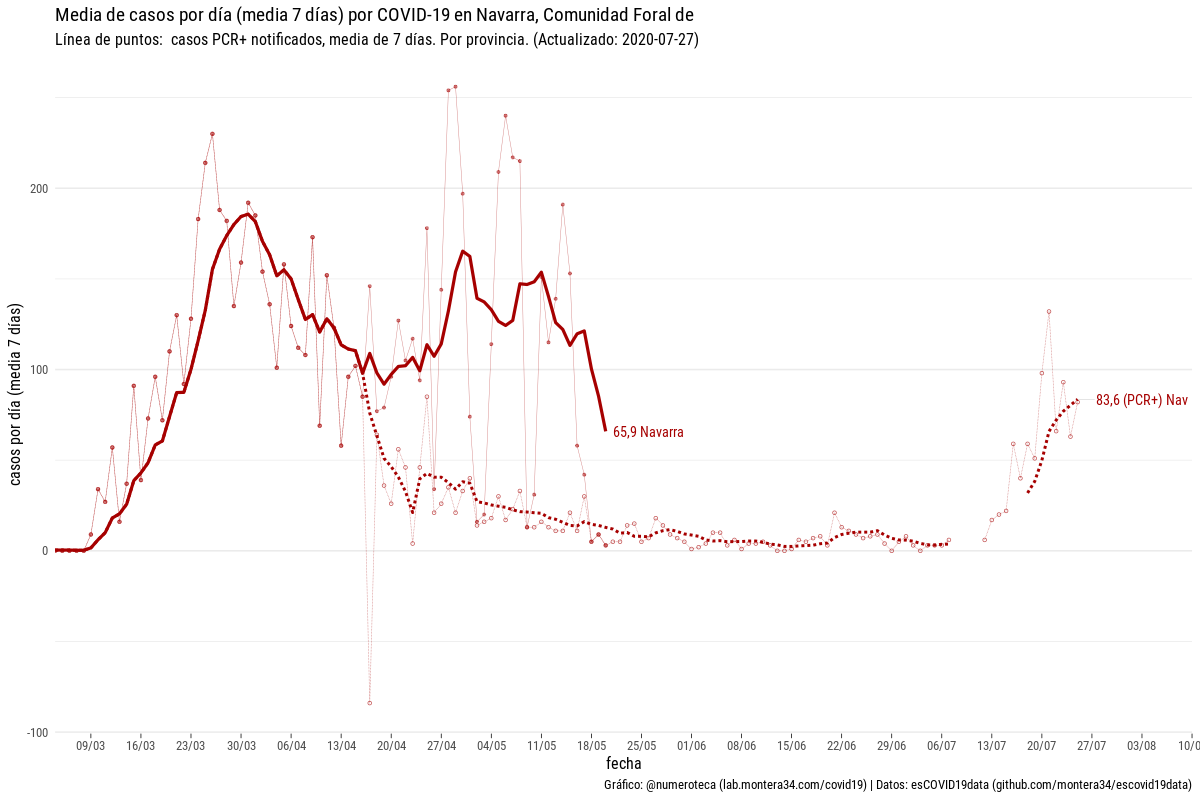 Media de casos por día (media 7 días) por COVID-19 en Navarra, Comunidad Foral de
Línea de puntos:  casos PCR+ notificados, media de 7 días. Por provincia. (Actualizado: 2020-07-27)
casos por día (media 7 días)
200
100
0
-100
65,9 Navarra
83,6 (PCR+) Nav
09/03 16/03 23/03 30/03 06/04 13/04 20/04 27/04 04/05 11/05 18/05 25/05 01/06 08/06 15/06 22/06 29/06 06/07 13/07 20/07 27/07 03/08 10/0
fecha
Gráfico: @numeroteca (lab.montera34.com/covid19) | Datos: esCOVID19data (github.com/montera34/escovid19data)